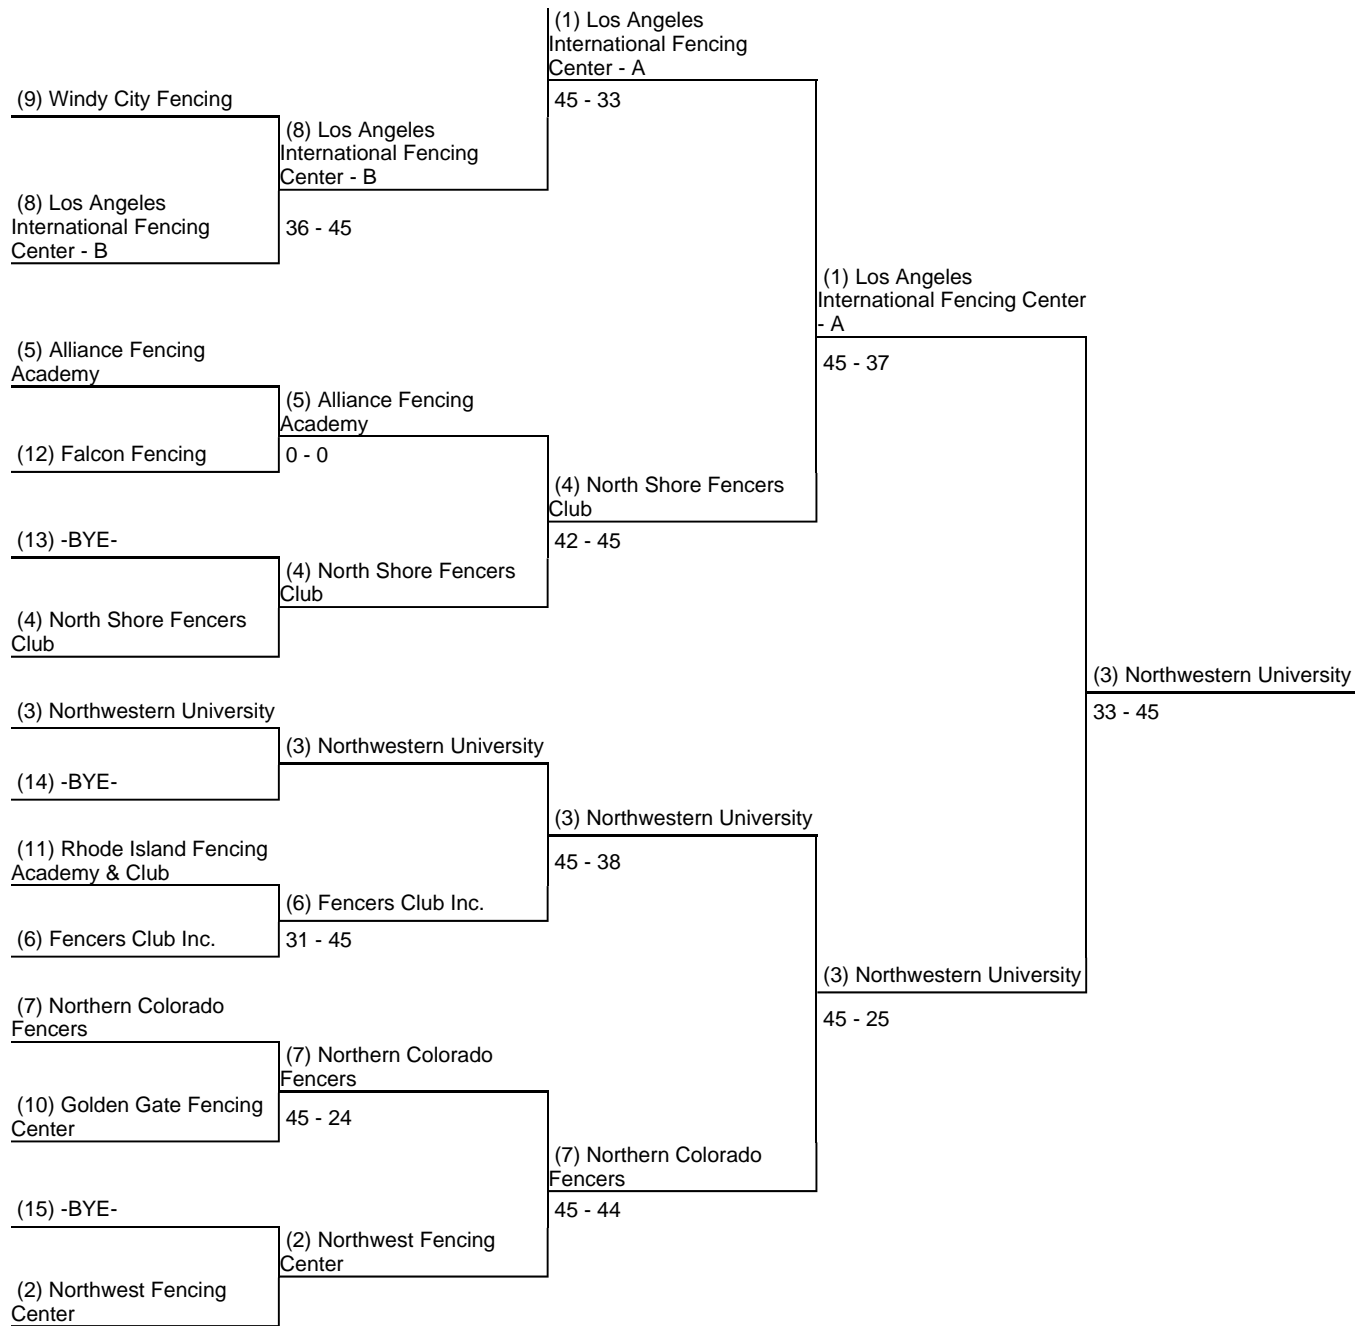 (1) Los Angeles
International Fencing
Center - A
45 - 33
(9) Windy City Fencing
(8) Los Angeles
International Fencing
Center - B
36 - 45
(8) Los Angeles
International Fencing
Center - B
(1) Los Angeles
International Fencing Center
- A
45 - 37
(5) Alliance Fencing
Academy
(5) Alliance Fencing
Academy
0 - 0
(12) Falcon Fencing
(4) North Shore Fencers
Club
42 - 45
(13) -BYE-
(4) North Shore Fencers
Club
(4) North Shore Fencers
Club
(3) Northwestern University
33 - 45
(3) Northwestern University
(3) Northwestern University
(14) -BYE-
(3) Northwestern University
45 - 38
(11) Rhode Island Fencing
Academy & Club
(6) Fencers Club Inc.
31 - 45
(6) Fencers Club Inc.
(3) Northwestern University
45 - 25
(7) Northern Colorado
Fencers
(7) Northern Colorado
Fencers
45 - 24
(10) Golden Gate Fencing
Center
(7) Northern Colorado
Fencers
45 - 44
(15) -BYE-
(2) Northwest Fencing
Center
(2) Northwest Fencing
Center